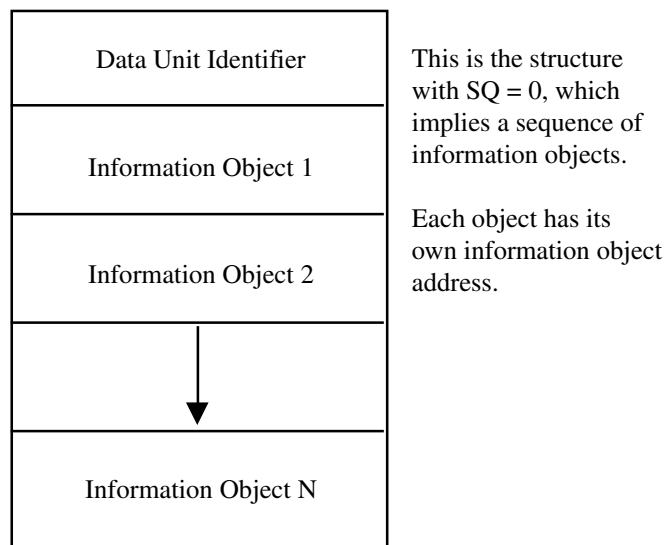 Data Unit Identifier
Information Object 1
Information Object 2
Information Object N
This is the structure
with SQ = 0, which
implies a sequence of
information objects.
Each object has its
own information object
address.